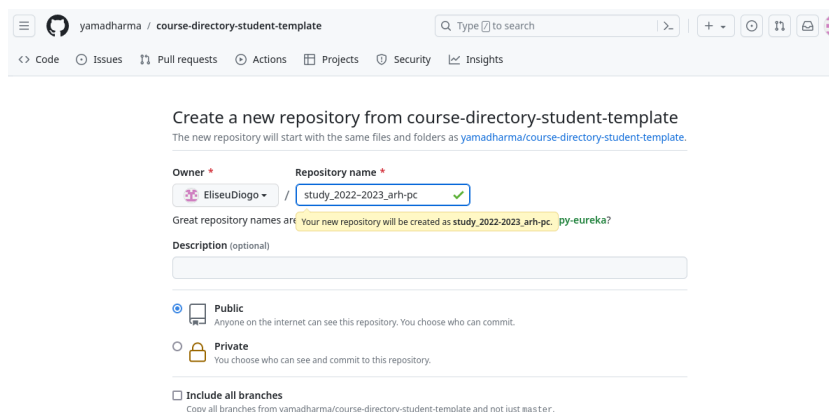 yamadharma / course-directory-student-template
Type / to search
Code Issues Pull requests Actions Projects Security Insights
Create a new repository from course-directory-student-template
The new repository will start with the same files and folders as yamadharma/course-directory-student-template.
Owner * Repository name *
EliseuDiogo / study_2022–2023_arh-pc
Great repository names are py-eureka?
Your new repository will be created as study_2022-2023_arh-pc.
Description (optional)
Public
Anyone on the internet can see this repository. You choose who can commit.
Private
You choose who can see and commit to this repository.
Include all branches
Copy all branches from yamadharma/course-directory-student-template and not just master.